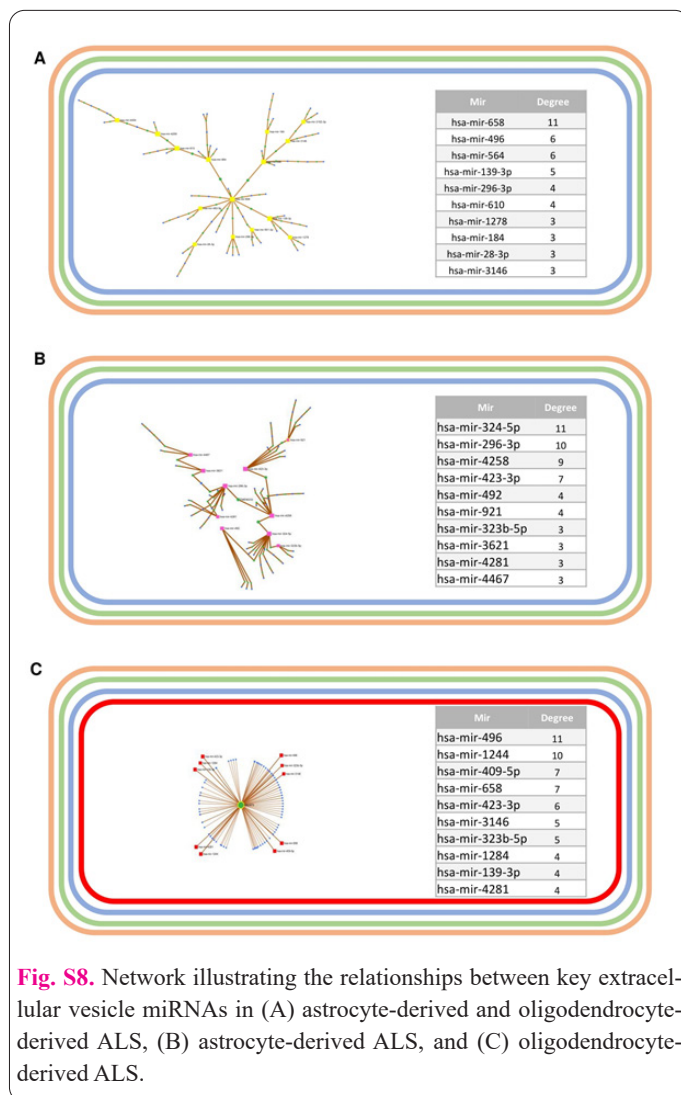 A
Mir Degree
hsa-mir-658 11
hsa-mir-496 6
hsa-mir-564 6
hsa-mir-139-3p 5
hsa-mir-296-3p 4
hsa-mir-610 4
hsa-mir-1278 3
hsa-mir-184 3
hsa-mir-28-3p 3
hsa-mir-3146 3
B
Mir Degree
hsa-mir-324-5p 11
hsa-mir-296-3p 10
hsa-mir-4258 9
hsa-mir-423-3p 7
hsa-mir-492 4
hsa-mir-921 4
hsa-mir-323b-5p 3
hsa-mir-3621 3
hsa-mir-4281 3
hsa-mir-4467 3
C
Mir Degree
hsa-mir-496 11
hsa-mir-1244 10
hsa-mir-409-5p 7
hsa-mir-658 7
hsa-mir-423-3p 6
hsa-mir-3146 5
hsa-mir-323b-5p 5
hsa-mir-1284 4
hsa-mir-139-3p 4
hsa-mir-4281 4
Fig. S8. Network illustrating the relationships between key extracel-
lular vesicle miRNAs in (A) astrocyte-derived and oligodendrocyte-
derived ALS, (B) astrocyte-derived ALS, and (C) oligodendrocyte-
derived ALS.